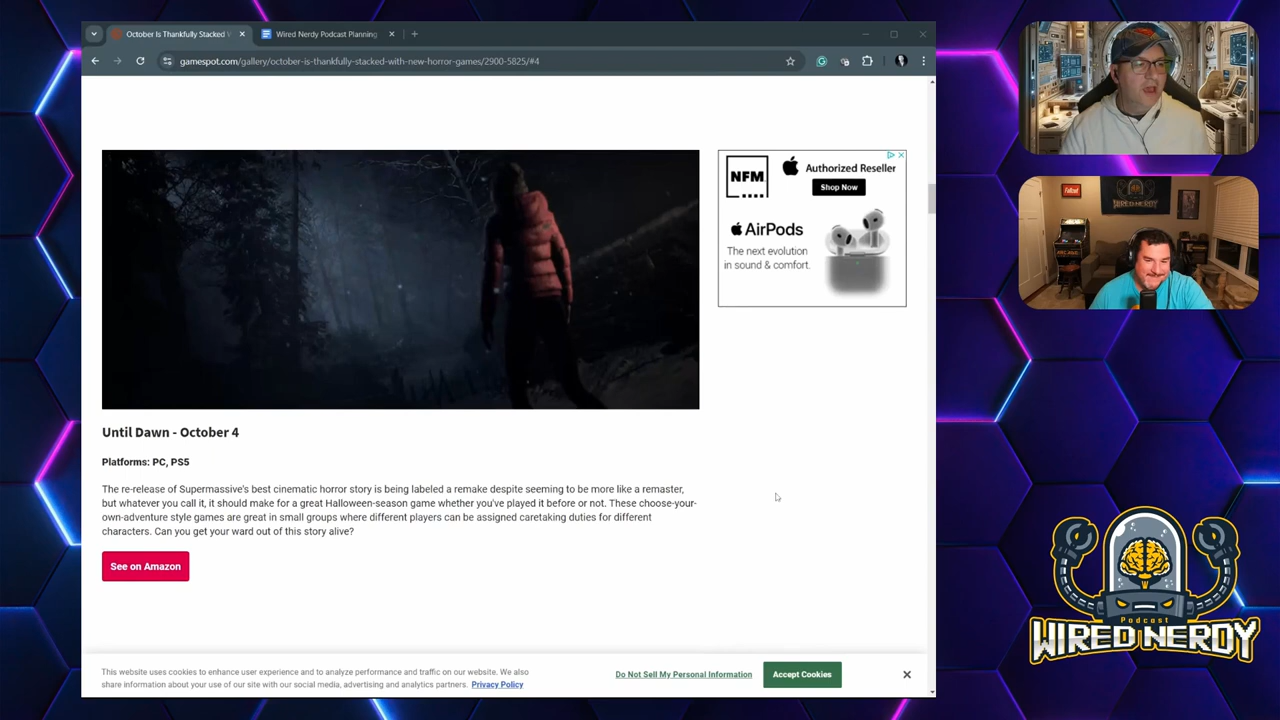 October Is Thankfully Stacked W
Wired Nerdy Podcast Planning
gamespot.com/gallery/october-is-thankfully-stacked-with-new-horror-games/2900-5825/#4
NFM
Authorized Reseller
Shop Now
AirPods
The next evolution
in sound & comfort.
Until Dawn - October 4
Platforms: PC, PS5
The re-release of Supermassive's best cinematic horror story is being labeled a remake despite seeming to be more like a remaster,
but whatever you call it, it should make for a great Halloween-season game whether you've played it before or not. These choose-your-
own-adventure style games are great in small groups where different players can be assigned caretaking duties for different
characters. Can you get your ward out of this story alive?
See on Amazon
This website uses cookies to enhance user experience and to analyze performance and traffic on our website. We also
share information about your use of our site with our social media, advertising and analytics partners. Privacy Policy
Do Not Sell My Personal Information
Accept Cookies
Fallout
WIRED NERDY
Podcast
WIRED NERDY